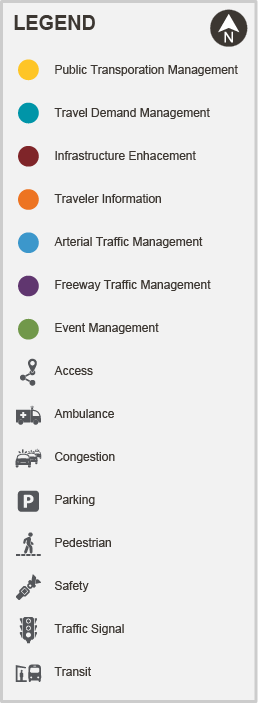 LEGEND
N
Public Transporation Management
Travel Demand Management
Infrastructure Enhacement
Traveler Information
Arterial Traffic Management
Freeway Traffic Management
Event Management
Access
Ambulance
Congestion
P Parking
Pedestrian
Safety
Traffic Signal
Transit